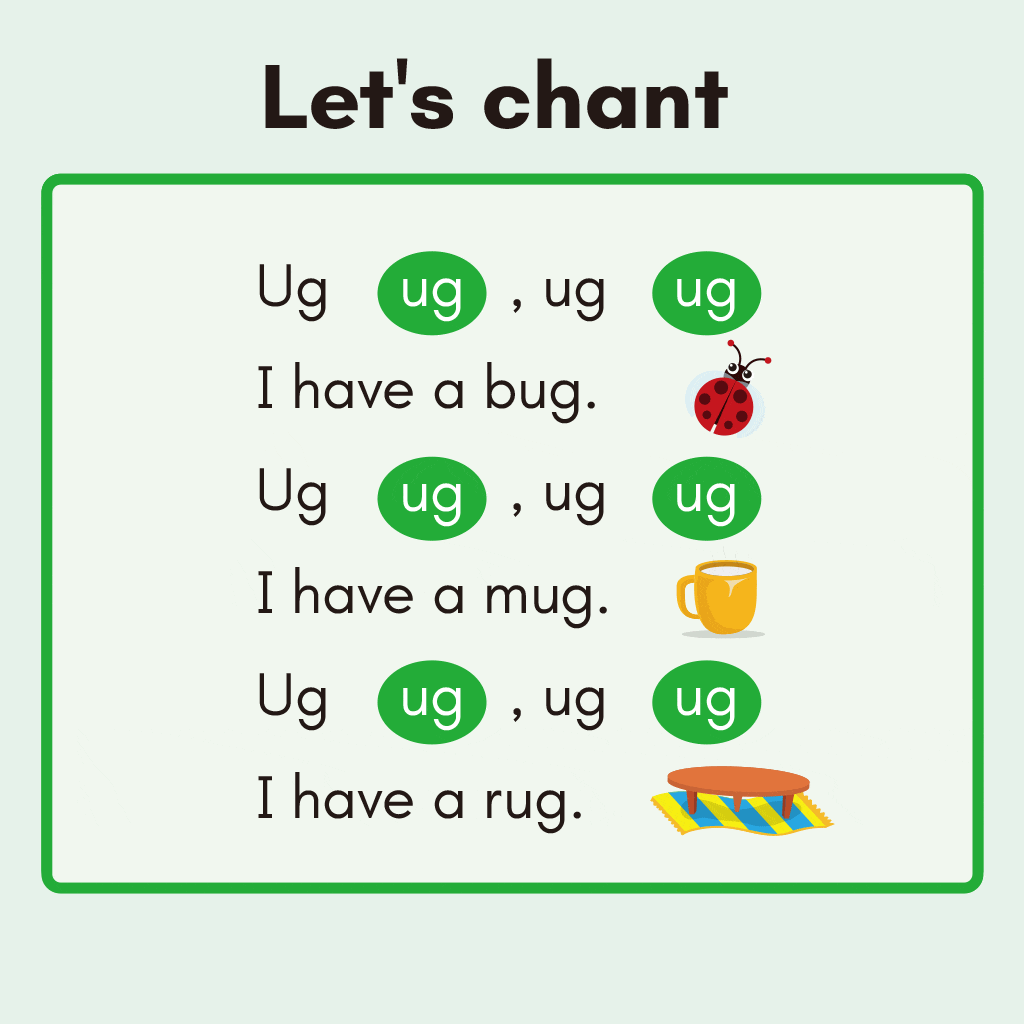 Let's chant
Ug ug , ug ug
I have a bug.
Ug ug , ug ug
I have a mug.
Ug ug , ug ug
I have a rug.